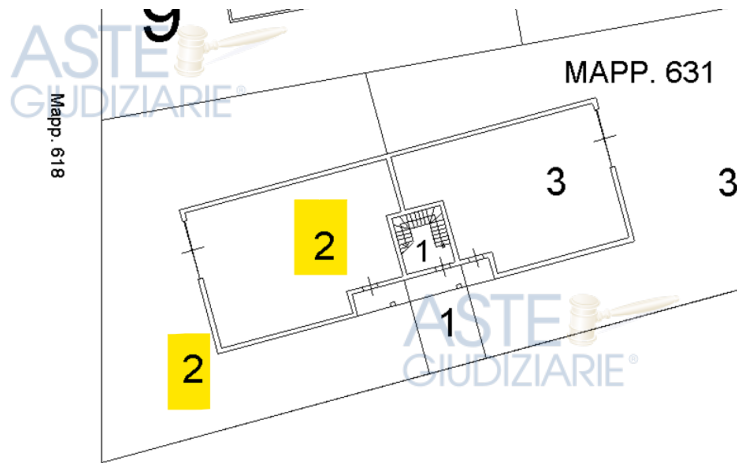 9
ASTE
GIUDIZIARIE®
MAPP. 631
Mapp. 618
3
3
2
1
ASTE
1
GIUDIZIARIE®
2